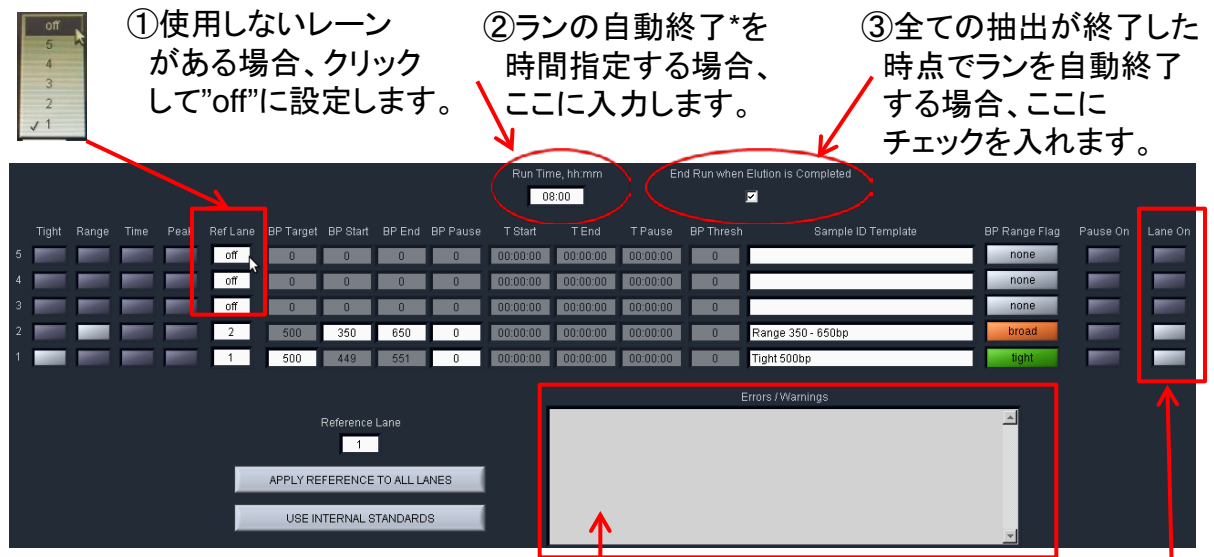 off
5
4
3
2
✓ 1
①使用しないレーン
がある場合、クリック
して”off”に設定します。
②ランの自動終了*を
時間指定する場合、
ここに入力します。
③全ての抽出が終了した
時点でランを自動終了
する場合、ここに
チェックを入れます。
Run Time, hh:mm
08:00
End Run when Elution is Completed
Tight Range Time Peak Ref Lane BP Target BP Start BP End BP Pause T Start T End T Pause BP Thresh Sample ID Template BP Range Flag Pause On Lane On
5 off 0 0 0 0 00:00:00 00:00:00 00:00:00 0 none
4 off 0 0 0 0 00:00:00 00:00:00 00:00:00 0 none
3 off 0 0 0 0 00:00:00 00:00:00 00:00:00 0 none
2 2 500 350 650 0 00:00:00 00:00:00 00:00:00 0 Range 350 - 650bp broad
1 1 500 449 551 0 00:00:00 00:00:00 00:00:00 0 Tight 500bp tight
Errors / Warnings
Reference Lane
1
APPLY REFERENCE TO ALL LANES
USE INTERNAL STANDARDS